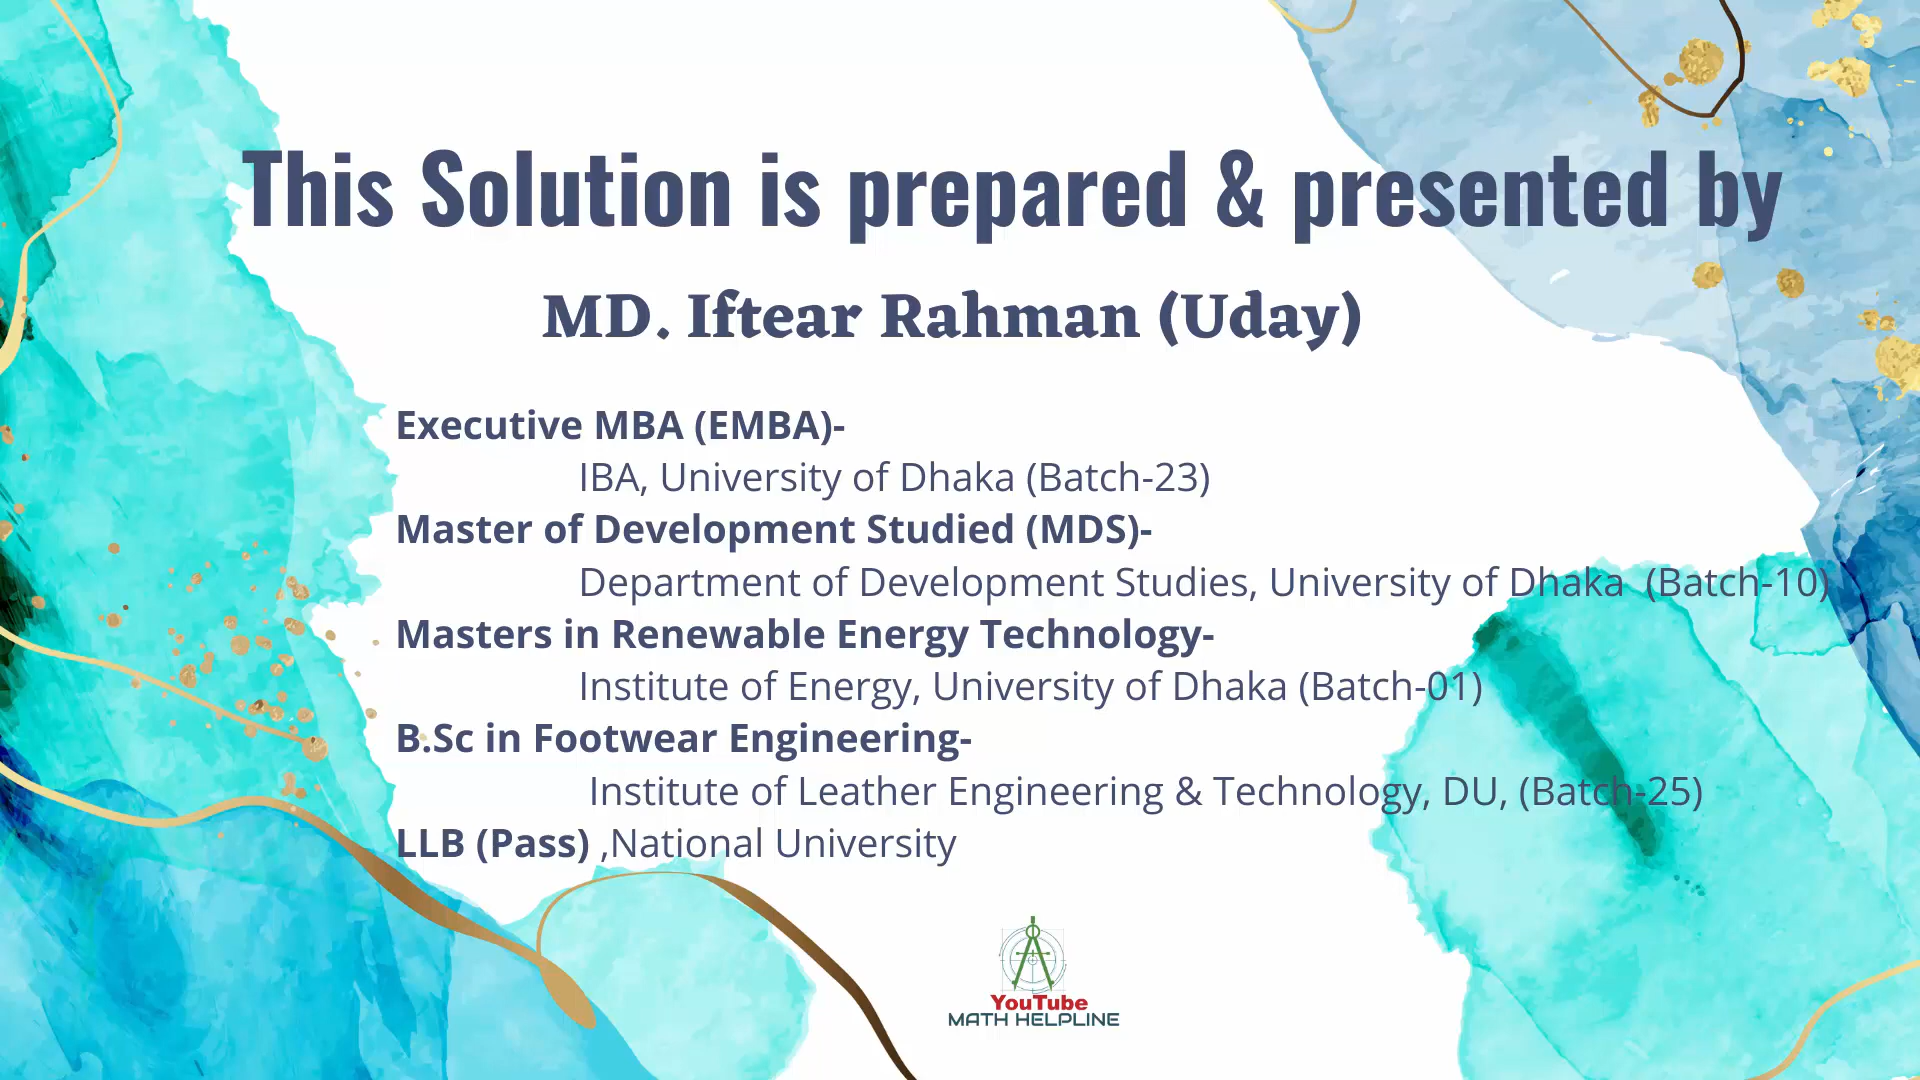 This Solution is prepared & presented by
MD. Iftear Rahman (Uday)
Executive MBA (EMBA)-
IBA, University of Dhaka (Batch-23)
Master of Development Studied (MDS)-
Department of Development Studies, University of Dhaka (Batch-10)
Masters in Renewable Energy Technology-
Institute of Energy, University of Dhaka (Batch-01)
B.Sc in Footwear Engineering-
Institute of Leather Engineering & Technology, DU, (Batch-25)
LLB (Pass) ,National University
YouTube
MATH HELPLINE